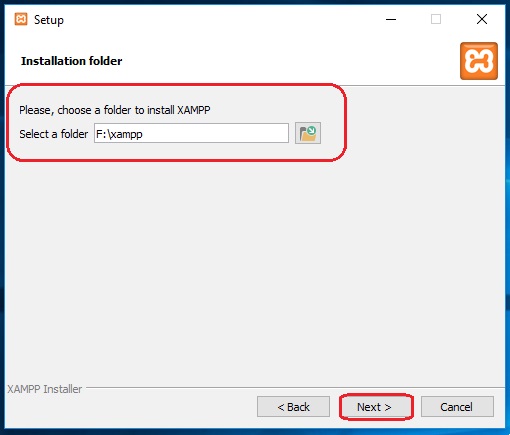 Setup
Installation folder
Please, choose a folder to install XAMPP
Select a folder F:\xampp
XAMPP Installer
< Back Next > Cancel